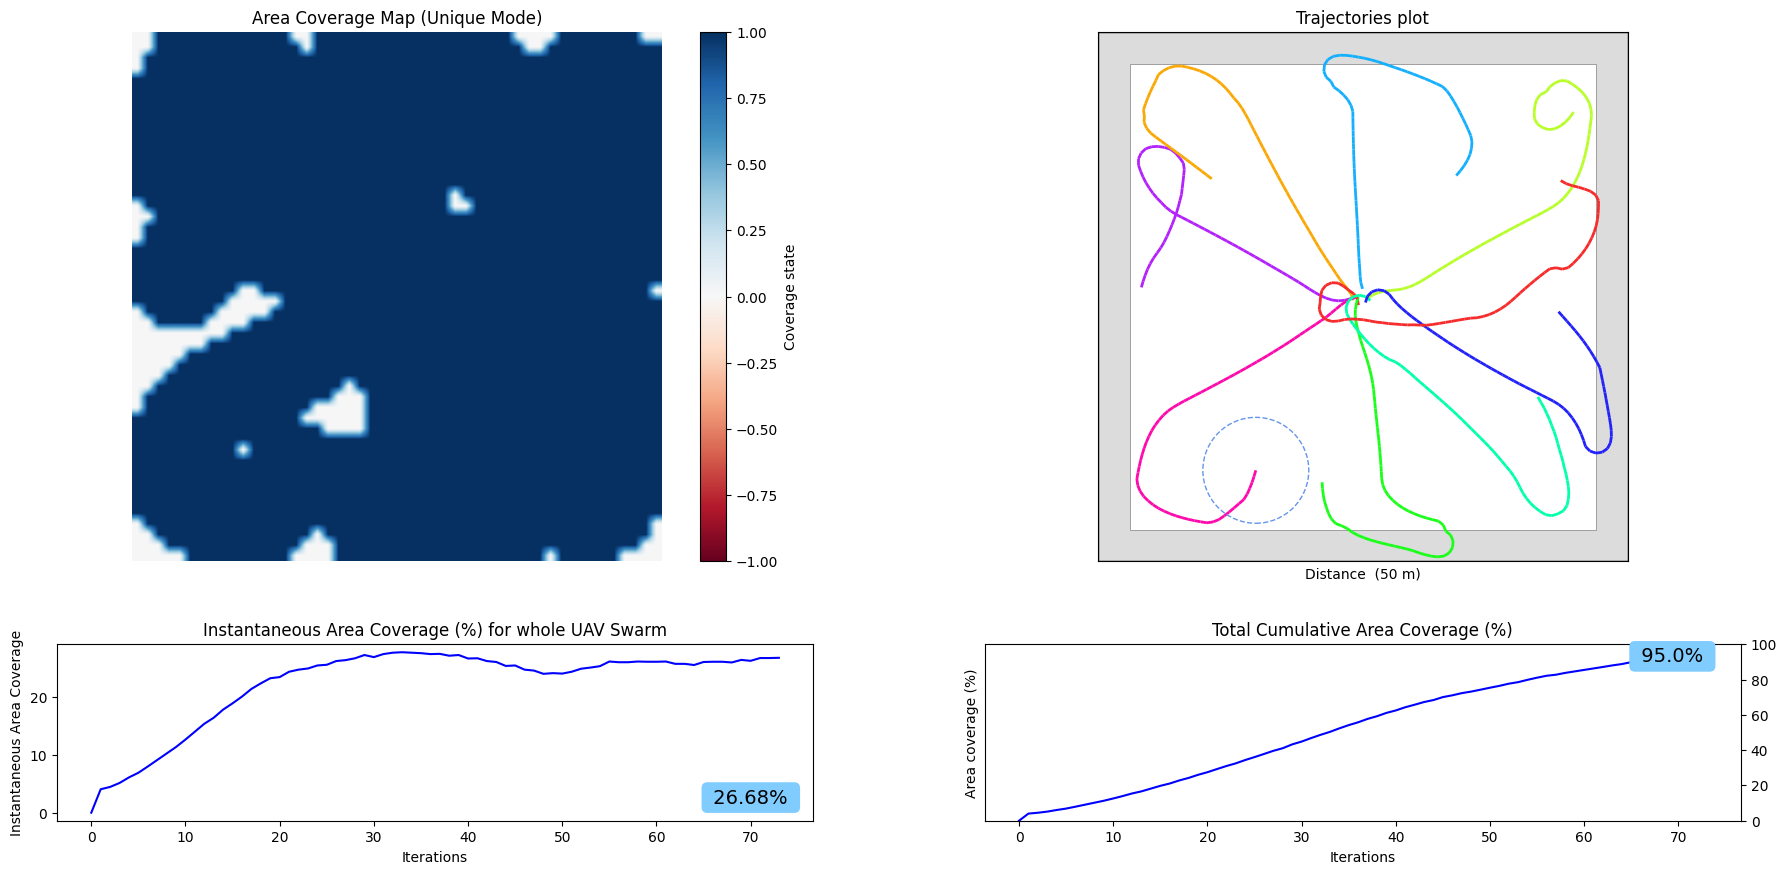 Area Coverage Map (Unique Mode)
1.00
0.75
0.50
0.25
0.00
−0.25
−0.50
−0.75
−1.00
Coverage state
Trajectories plot
Distance  (50 m)
Instantaneous Area Coverage (%) for whole UAV Swarm
Instantaneous Area Coverage
20
10
0
26.68%
0 10 20 30 40 50 60 70
Iterations
Total Cumulative Area Coverage (%)
Area coverage (%)
95.0%
100
80
60
40
20
0
0 10 20 30 40 50 60 70
Iterations